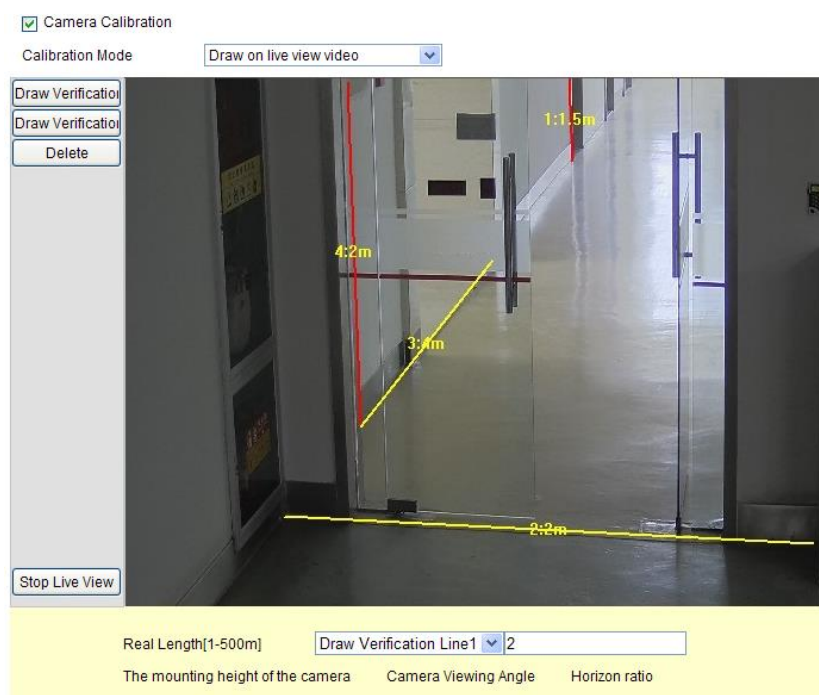 Camera Calibration
Calibration Mode Draw on live view video
Draw Verificatio
Draw Verificatio
Delete
1:1.5m
4:2m
3:4m
2:2m
Stop Live View
Real Length[1-500m] Draw Verification Line1 2
The mounting height of the camera Camera Viewing Angle Horizon ratio